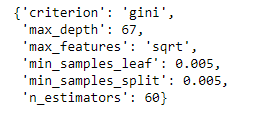 {'criterion': 'gini',
'max_depth': 67,
'max_features': 'sqrt',
'min_samples_leaf': 0.005,
'min_samples_split': 0.005,
'n_estimators': 60}